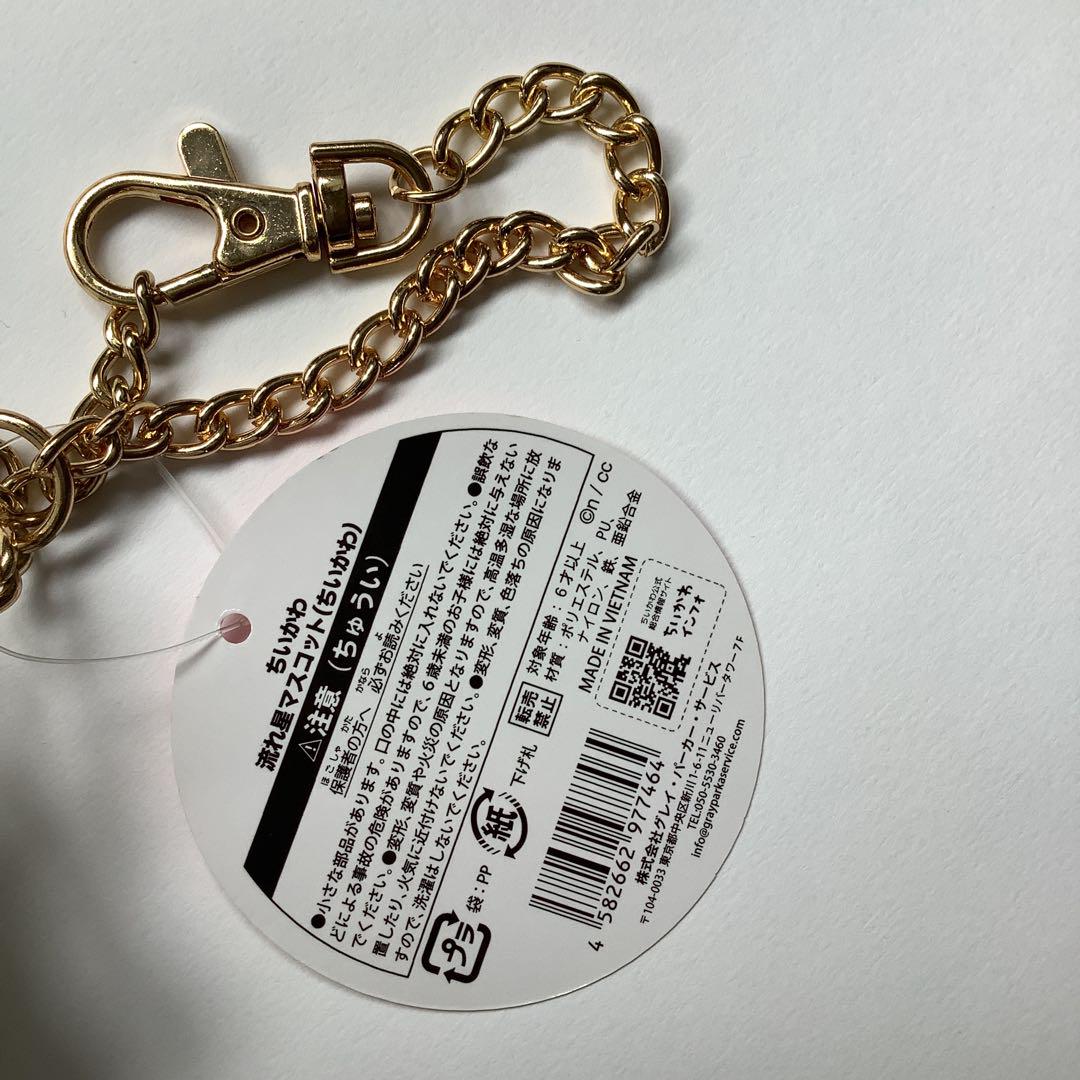 ちいかわ
流れ星マスコット(ちいかわ)
⚠注意（ちゅうい）
保護者の方へ 必ずお読みください
ほごしゃ かた かなら よ
●小さな部品があります。口の中には絶対に入れないでください。●誤飲な
どによる事故の危険がありますので、6歳未満のお子様には絶対に与えない
でください。●変形、変質や火災の原因となりますので、高温多湿な場所に放
置したり、火気に近付けないでください。●変形、変質、色落ちの原因になりま
すので、洗濯はしないでください。
プラ
袋：PP
紙
下げ札
転売
禁止
対象年齢：6才以上
©n / cc
材質：ポリエステル、PU、
ナイロン、鉄、亜鉛合金
MADE IN VIETNAM
4 582662 977464
ちいかわ公式
総合情報サイト
ちいかわ
インフォ
株式会社グレイ・パーカー・サービス
〒104-0033 東京都中央区新川1-6-11 ニューリバータワー7F
TEL:050-5530-3460
info@grayparkaservice.com